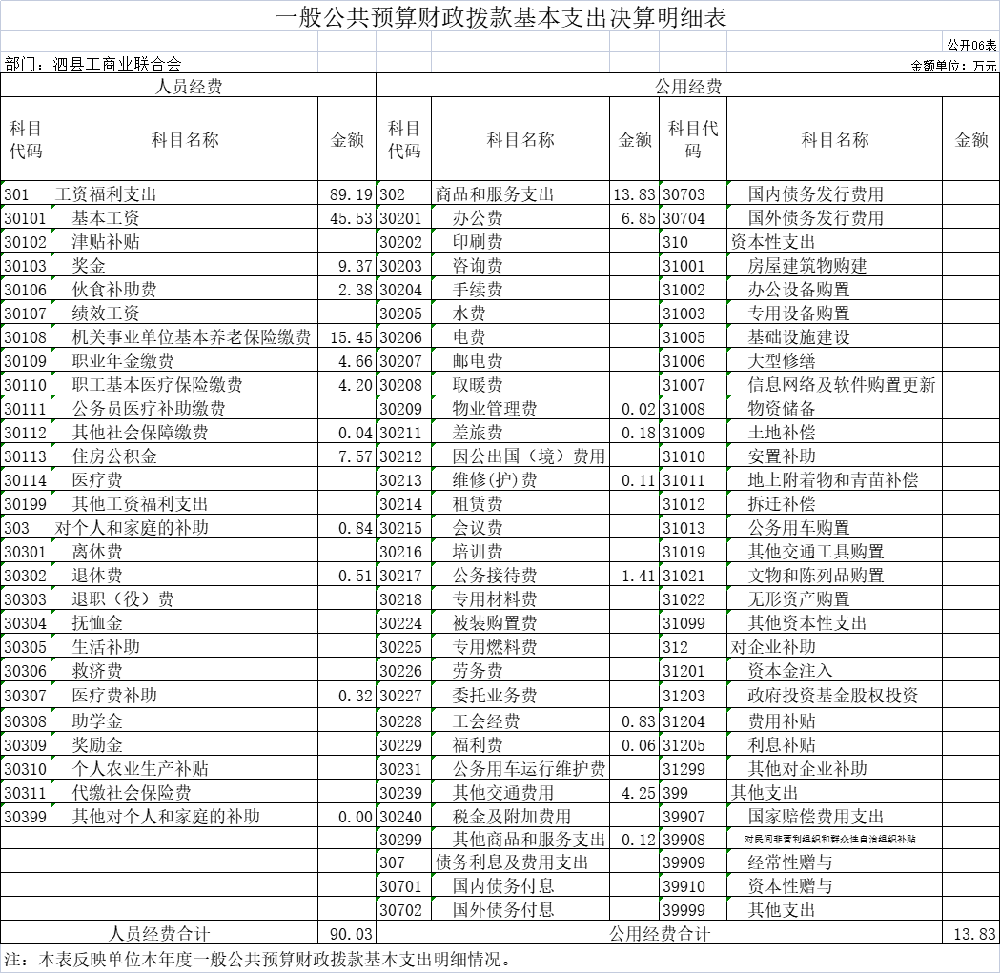 一般公共预算财政拨款基本支出决算明细表
公开06表
部门：泗县工商业联合会 金额单位：万元
人员经费 公用经费
科目代码 科目名称 金额 科目代码 科目名称 金额 科目代码 科目名称 金额
301 工资福利支出 89.19 302 商品和服务支出 13.83 30703 国内债务发行费用
30101 基本工资 45.53 30201 办公费 6.85 30704 国外债务发行费用
30102 津贴补贴 30202 印刷费 310 资本性支出
30103 奖金 9.37 30203 咨询费 31001 房屋建筑物购建
30106 伙食补助费 2.38 30204 手续费 31002 办公设备购置
30107 绩效工资 30205 水费 31003 专用设备购置
30108 机关事业单位基本养老保险缴费 15.45 30206 电费 31005 基础设施建设
30109 职业年金缴费 4.66 30207 邮电费 31006 大型修缮
30110 职工基本医疗保险缴费 4.20 30208 取暖费 31007 信息网络及软件购置更新
30111 公务员医疗补助缴费 30209 物业管理费 0.02 31008 物资储备
30112 其他社会保障缴费 0.04 30211 差旅费 0.18 31009 土地补偿
30113 住房公积金 7.57 30212 因公出国（境）费用 31010 安置补助
30114 医疗费 30213 维修(护)费 0.11 31011 地上附着物和青苗补偿
30199 其他工资福利支出 30214 租赁费 31012 拆迁补偿
303 对个人和家庭的补助 0.84 30215 会议费 31013 公务用车购置
30301 离休费 30216 培训费 31019 其他交通工具购置
30302 退休费 0.51 30217 公务接待费 1.41 31021 文物和陈列品购置
30303 退职（役）费 30218 专用材料费 31022 无形资产购置
30304 抚恤金 30224 被装购置费 31099 其他资本性支出
30305 生活补助 30225 专用燃料费 312 对企业补助
30306 救济费 30226 劳务费 31201 资本金注入
30307 医疗费补助 0.32 30227 委托业务费 31203 政府投资基金股权投资
30308 助学金 30228 工会经费 0.83 31204 费用补贴
30309 奖励金 30229 福利费 0.06 31205 利息补贴
30310 个人农业生产补贴 30231 公务用车运行维护费 31299 其他对企业补助
30311 代缴社会保险费 30239 其他交通费用 4.25 399 其他支出
30399 其他对个人和家庭的补助 0.00 30240 税金及附加费用 39907 国家赔偿费用支出
30299 其他商品和服务支出 0.12 39908 对民间非营利组织和群众性自治组织补贴
307 债务利息及费用支出 39909 经常性赠与
30701 国内债务付息 39910 资本性赠与
30702 国外债务付息 39999 其他支出
人员经费合计 90.03 公用经费合计 13.83
注：本表反映单位本年度一般公共预算财政拨款基本支出明细情况。